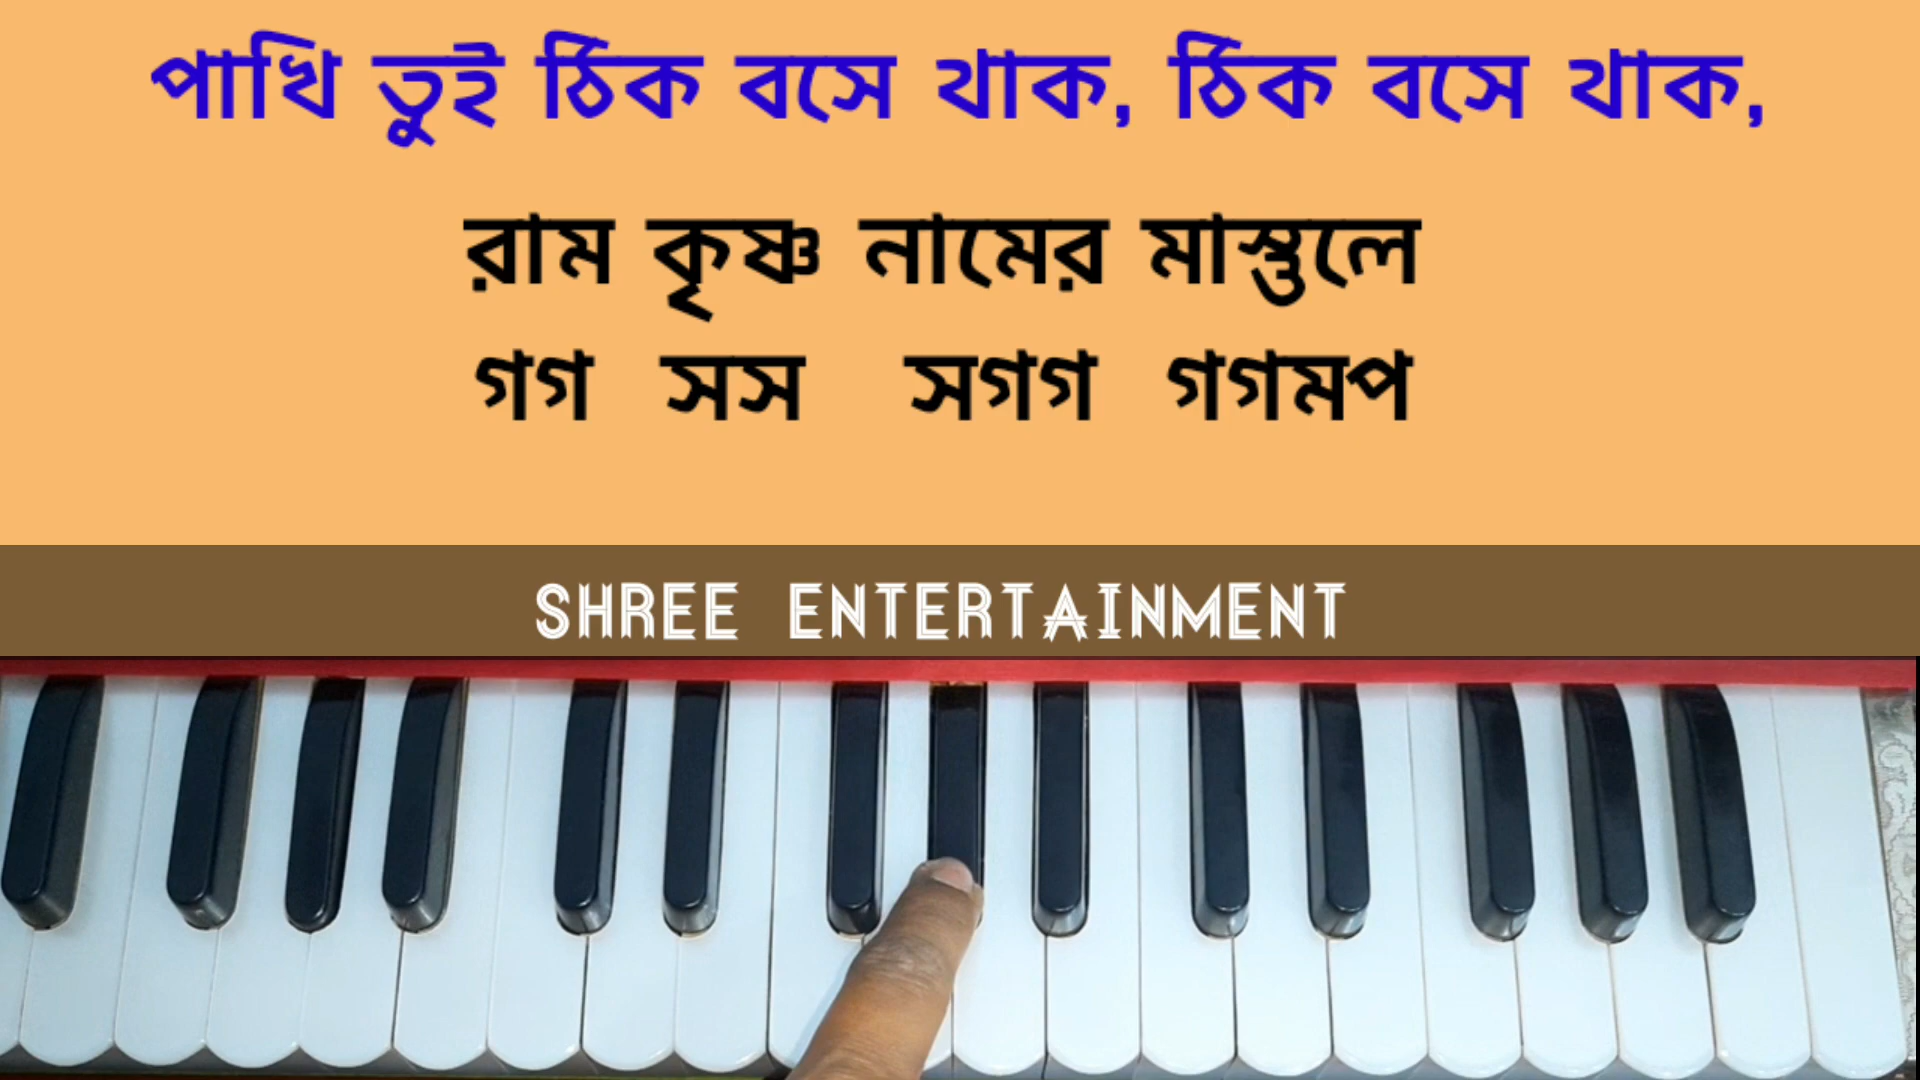 পাখি তুই ঠিক বসে থাক, ঠিক বসে থাক,
রাম কৃষ্ণ নামের মাস্তুলে
গগ সস সগগ গগমপ
SHREE ENTERTAINMENT